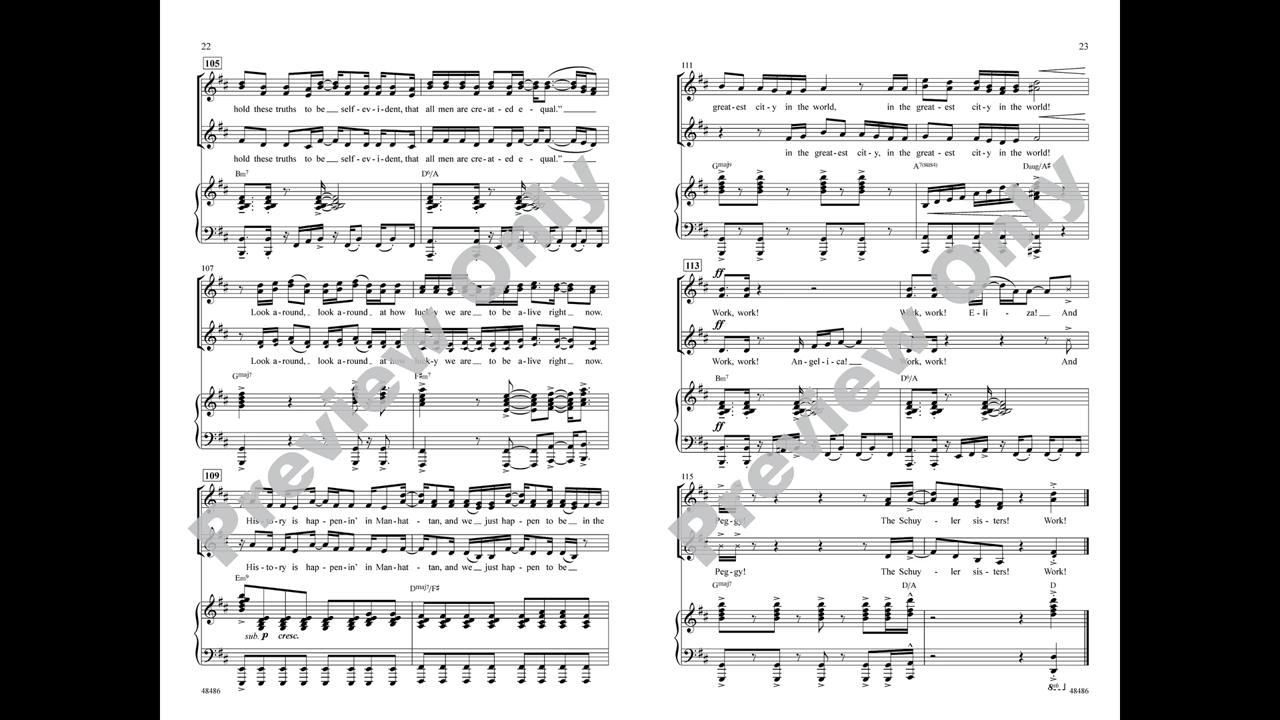 22
105
hold these truths to be self-ev-i-dent, that all men are cre-at-ed e-qual.”
hold these truths to be self-ev-i-dent, that all men are cre-at-ed e-qual.”
Bm7 D6/A
107
Look a-round, look a-round at how luck-y we are to be a-live right now.
Look a-round, look a-round at how luck-y we are to be a-live right now.
Gmaj7 F#m7
109
His-to-ry is hap-pen-in’ in Man-hat-tan, and we just hap-pen to be in the
His-to-ry is hap-pen-in’ in Man-hat-tan, and we just hap-pen to be
Em9 Dmaj7/F#
sub. p cresc.
48486
Preview Only
23
111
great-est cit-y in the world, in the great-est cit-y in the world!
in the great-est cit-y, in the great-est cit-y in the world!
Gmaj9 A7(sus4) Daug/A#
113
ff
Work, work! Work, work! E-li-za! And
ff
Work, work! An-gel-i-ca! Work, work! And
Bm7 D6/A
ff
115
Peg-gy! The Schuy-ler sis-ters! Work!
Peg-gy! The Schuy-ler sis-ters! Work!
Gmaj7 D/A D
8vb
48486
Preview Only